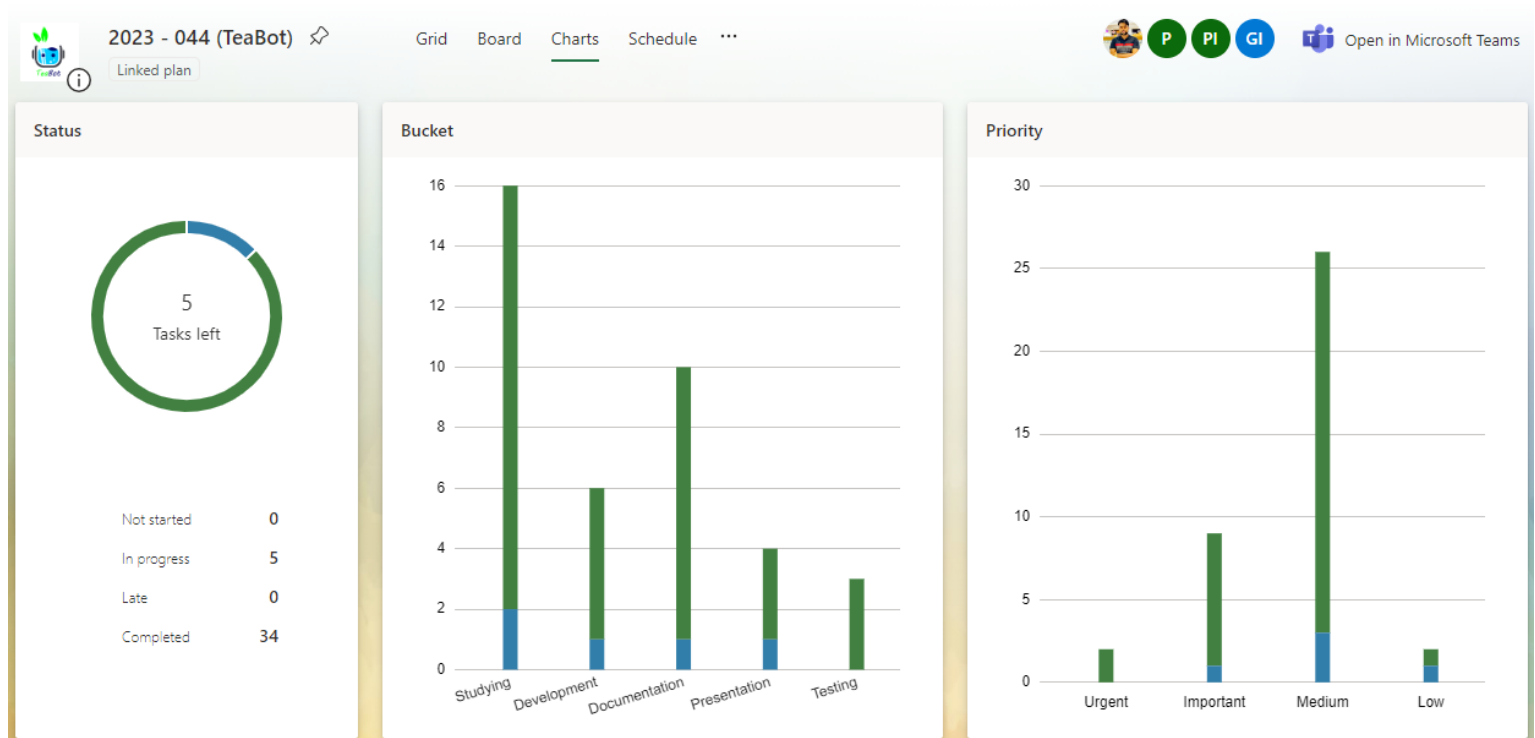 2023 - 044 (TeaBot)
Linked plan
TeaBot
Grid Board Charts Schedule ...
P PI GI
Open in Microsoft Teams
Status
5
Tasks left
Not started 0
In progress 5
Late 0
Completed 34
Bucket
16
14
12
10
8
6
4
2
0
Studying Development Documentation Presentation Testing
Priority
30
25
20
15
10
5
0
Urgent Important Medium Low